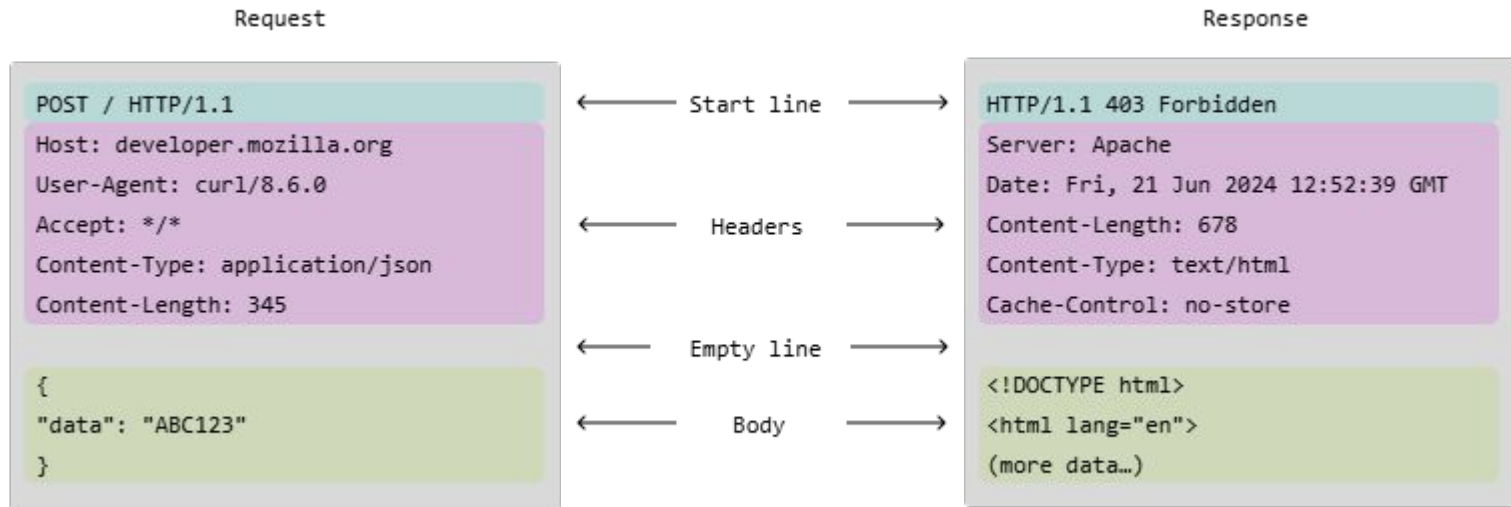 Request
POST / HTTP/1.1
Host: developer.mozilla.org
User-Agent: curl/8.6.0
Accept: */*
Content-Type: application/json
Content-Length: 345
{
"data": "ABC123"
}
Start line
Headers
Empty line
Body
Response
HTTP/1.1 403 Forbidden
Server: Apache
Date: Fri, 21 Jun 2024 12:52:39 GMT
Content-Length: 678
Content-Type: text/html
Cache-Control: no-store
<!DOCTYPE html>
<html lang="en">
(more data…)